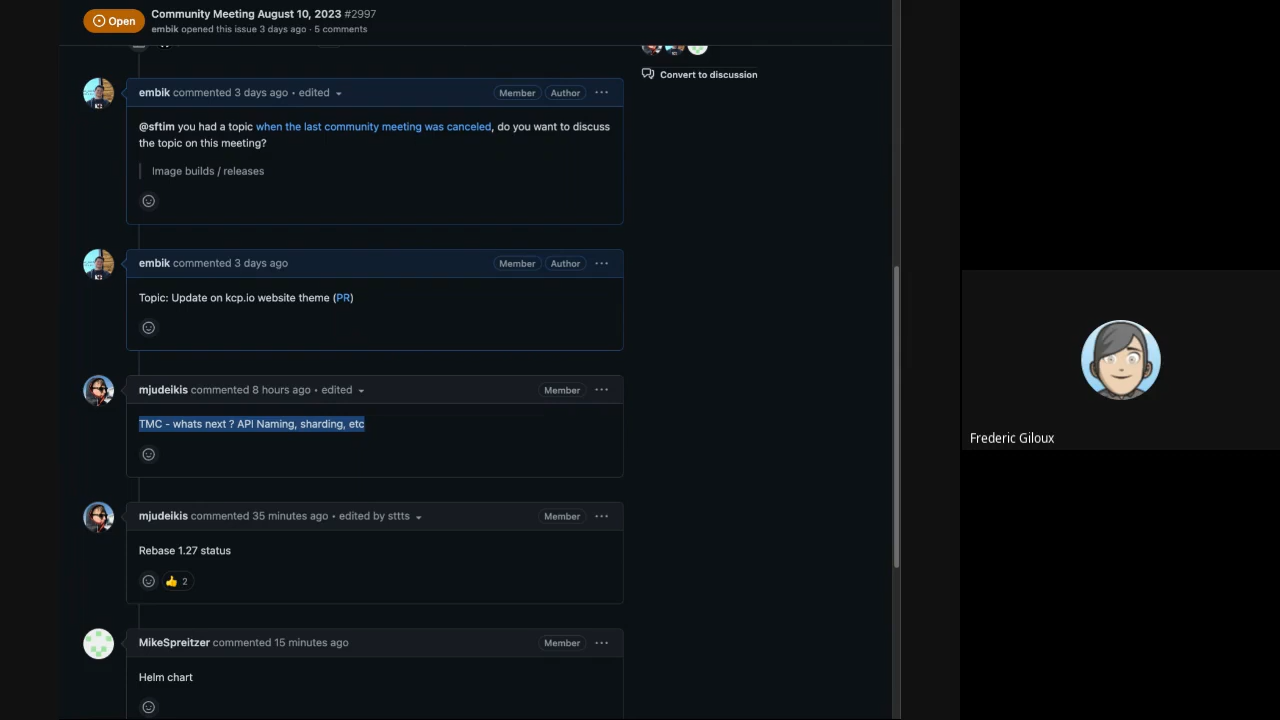 Open
Community Meeting August 10, 2023 #2997
embik opened this issue 3 days ago · 5 comments
Convert to discussion
embik commented 3 days ago • edited
Member
Author
@sftim you had a topic when the last community meeting was canceled, do you want to discuss
the topic on this meeting?
Image builds / releases
embik commented 3 days ago
Member
Author
Topic: Update on kcp.io website theme (PR)
mjudeikis commented 8 hours ago • edited
Member
TMC - whats next ? API Naming, sharding, etc
mjudeikis commented 35 minutes ago • edited by sttts
Member
Rebase 1.27 status
👍 2
MikeSpreitzer commented 15 minutes ago
Member
Helm chart
Frederic Giloux